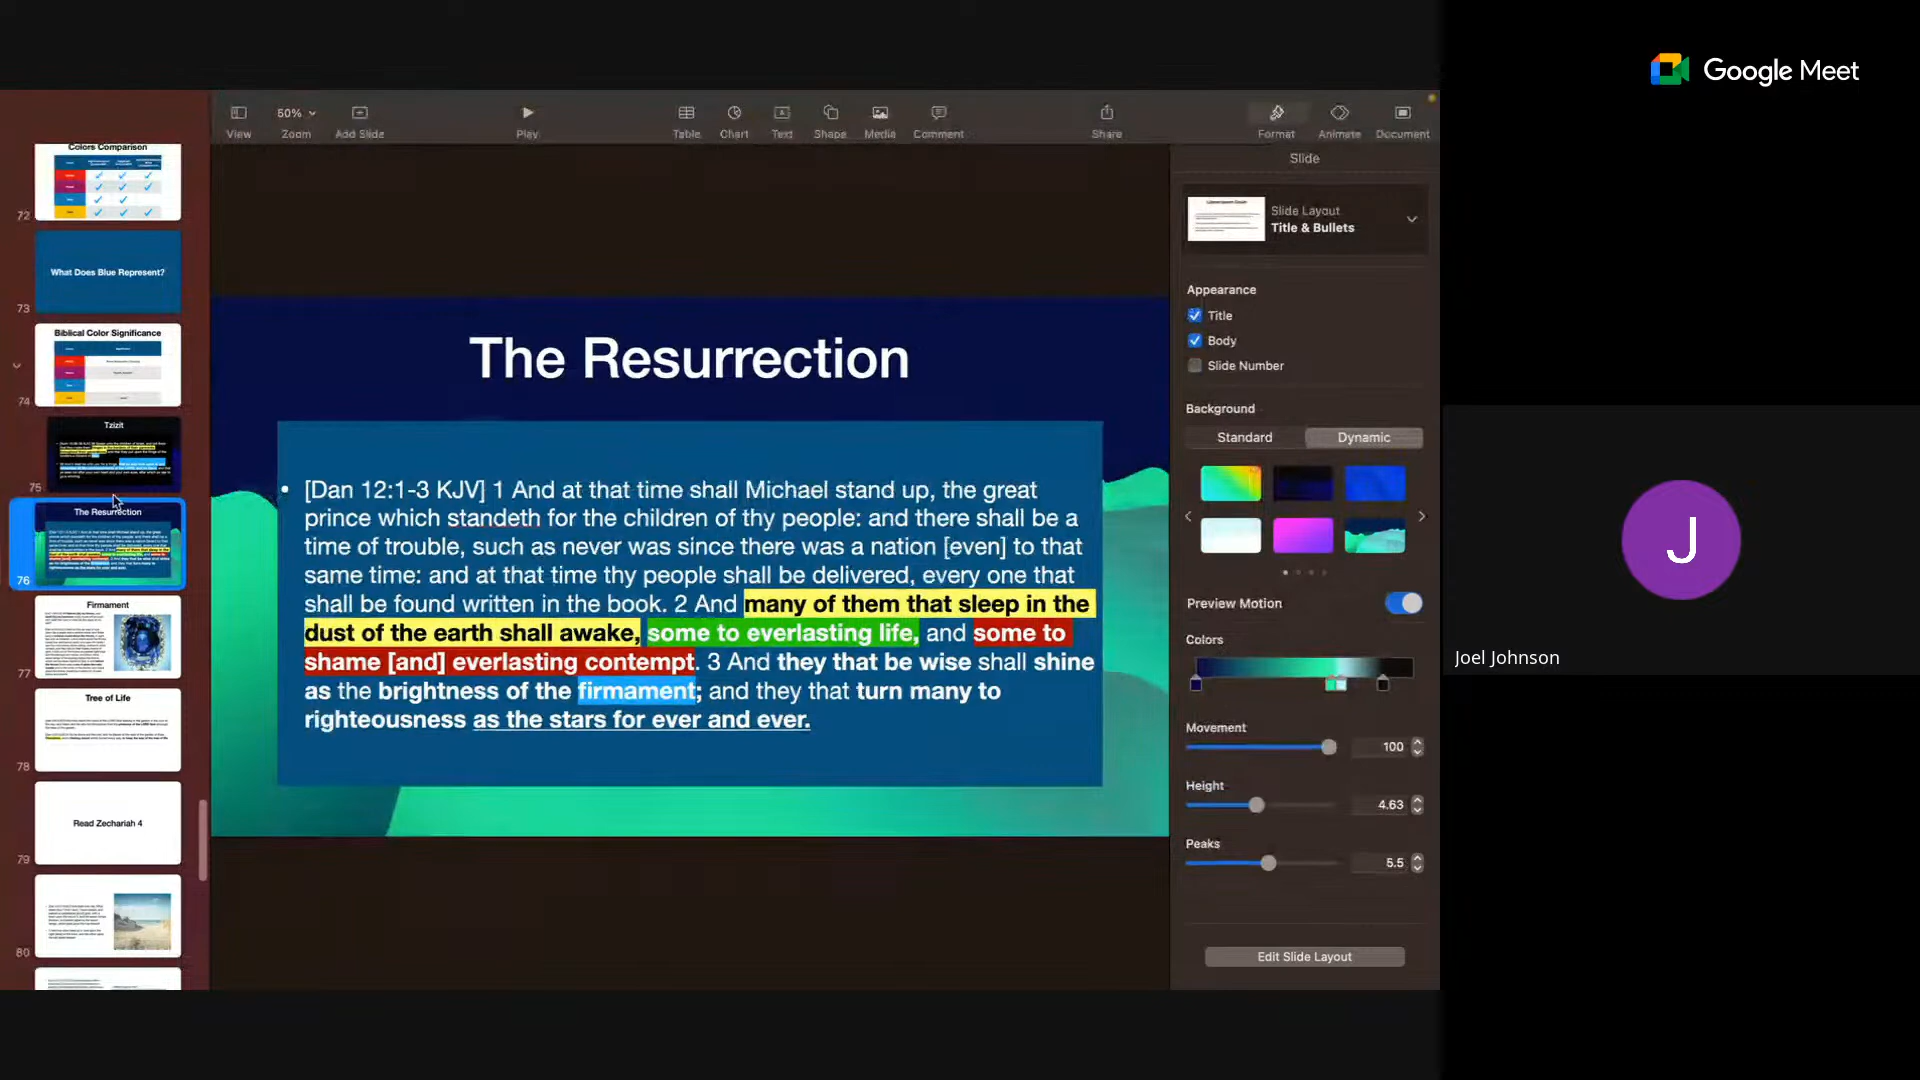 Google Meet
View
50%
Zoom
Add Slide
Play
Table
Chart
Text
Shape
Media
Comment
Share
Format
Animate
Document
Colors Comparison
72
What Does Blue Represent?
73
Biblical Color Significance
74
Tzizit
75
The Resurrection
76
Firmament
77
Tree of Life
78
Read Zechariah 4
79
80
The Resurrection
• [Dan 12:1-3 KJV] 1 And at that time shall Michael stand up, the great
prince which standeth for the children of thy people: and there shall be a
time of trouble, such as never was since there was a nation [even] to that
same time: and at that time thy people shall be delivered, every one that
shall be found written in the book. 2 And many of them that sleep in the
dust of the earth shall awake, some to everlasting life, and some to
shame [and] everlasting contempt. 3 And they that be wise shall shine
as the brightness of the firmament; and they that turn many to
righteousness as the stars for ever and ever.
Slide
Slide Layout
Title & Bullets
Appearance
Title
Body
Slide Number
Background
Standard
Dynamic
Preview Motion
Colors
Movement
100
Height
4.63
Peaks
5.5
Edit Slide Layout
J
Joel Johnson